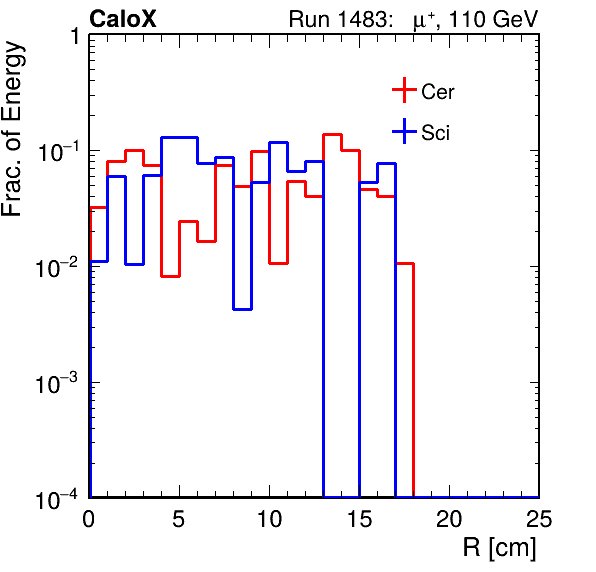 CaloX Run 1483: μ⁺, 110 GeV
Frac. of Energy
1
10⁻¹
10⁻²
10⁻³
10⁻⁴
Cer
Sci
0 5 10 15 20 25
R [cm]